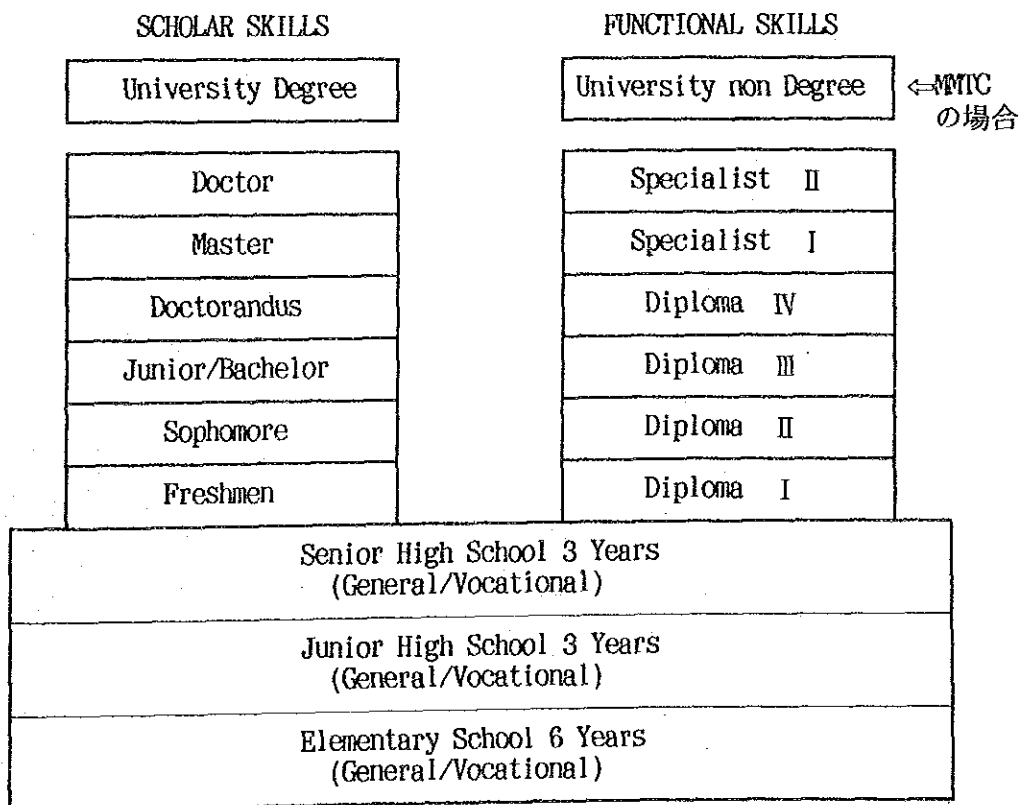 SCHOLAR SKILLS
FUNCTIONAL SKILLS
University Degree
University non Degree
⇦MMTC
の場合
Doctor
Specialist Ⅱ
Master
Specialist Ⅰ
Doctorandus
Diploma Ⅳ
Junior/Bachelor
Diploma Ⅲ
Sophomore
Diploma Ⅱ
Freshmen
Diploma Ⅰ
Senior High School 3 Years
(General/Vocational)
Junior High School 3 Years
(General/Vocational)
Elementary School 6 Years
(General/Vocational)